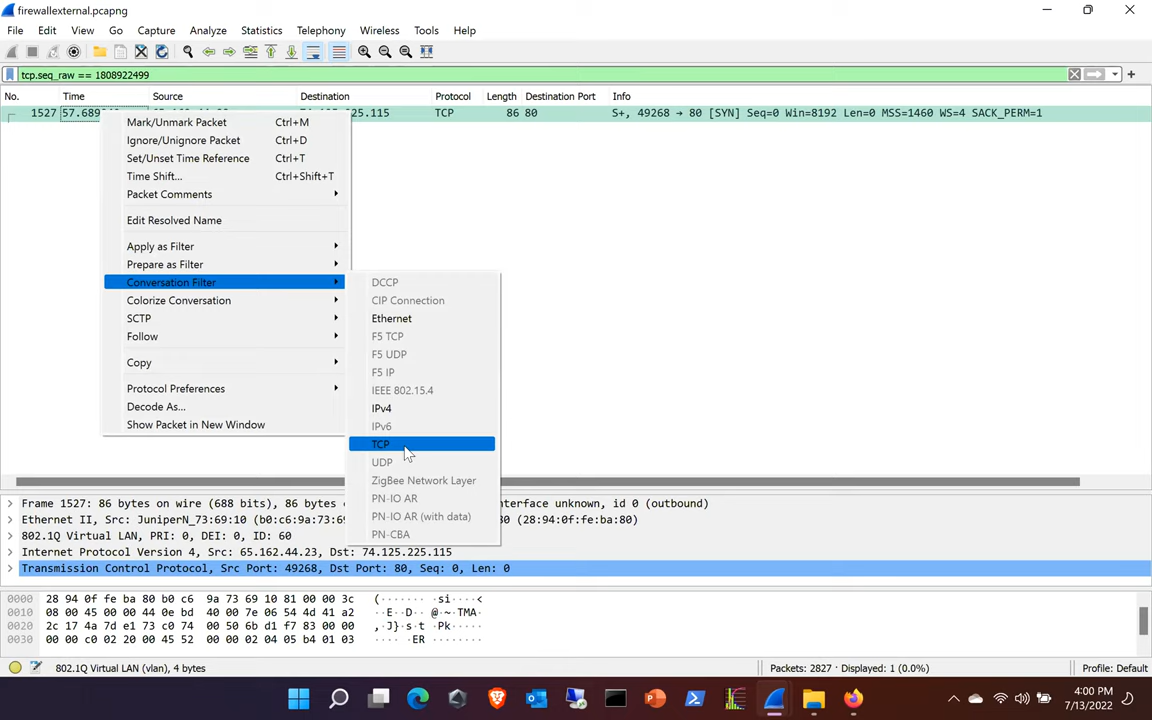 firewallexternal.pcapng
File Edit View Go Capture Analyze Statistics Telephony Wireless Tools Help
tcp.seq_raw == 1808922499
No. Time Source Destination Protocol Length Destination Port Info
1527 57.689 25.115 TCP 86 80 S+, 49268 → 80 [SYN] Seq=0 Win=8192 Len=0 MSS=1460 WS=4 SACK_PERM=1
Mark/Unmark Packet Ctrl+M
Ignore/Unignore Packet Ctrl+D
Set/Unset Time Reference Ctrl+T
Time Shift... Ctrl+Shift+T
Packet Comments
Edit Resolved Name
Apply as Filter
Prepare as Filter
Conversation Filter
Colorize Conversation
SCTP
Follow
Copy
Protocol Preferences
Decode As...
Show Packet in New Window
DCCP
CIP Connection
Ethernet
F5 TCP
F5 UDP
F5 IP
IEEE 802.15.4
IPv4
IPv6
TCP
UDP
ZigBee Network Layer
PN-IO AR
PN-IO AR (with data)
PN-CBA
Frame 1527: 86 bytes on wire (688 bits), 86 bytes interface unknown, id 0 (outbound)
Ethernet II, Src: JuniperN_73:69:10 (b0:c6:9a:73:69 80 (28:94:0f:fe:ba:80)
802.1Q Virtual LAN, PRI: 0, DEI: 0, ID: 60
Internet Protocol Version 4, Src: 65.162.44.23, Dst: 74.125.225.115
Transmission Control Protocol, Src Port: 49268, Dst Port: 80, Seq: 0, Len: 0
0000 28 94 0f fe ba 80 b0 c6 9a 73 69 10 81 00 00 3c (······· ·si····<
0010 08 00 45 00 00 44 0e bd 40 00 7e 06 54 4d 41 a2 ··E··D·· @·~·TMA·
0020 2c 17 4a 7d e1 73 c0 74 00 50 6b d1 f7 83 00 00 ,·J}·s·t ·Pk·····
0030 00 00 c0 02 20 00 45 52 00 00 02 04 05 b4 01 03 ···· ·ER ········
802.1Q Virtual LAN (vlan), 4 bytes
Packets: 2827 · Displayed: 1 (0.0%)
Profile: Default
4:00 PM
7/13/2022